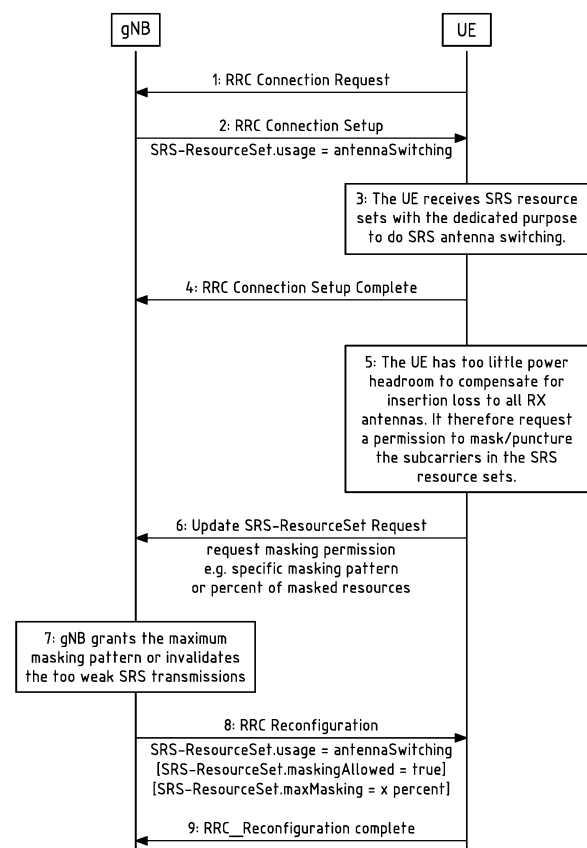 gNB
UE
1: RRC Connection Request
2: RRC Connection Setup
SRS-ResourceSet.usage = antennaSwitching
3: The UE receives SRS resource
sets with the dedicated purpose
to do SRS antenna switching.
4: RRC Connection Setup Complete
5: The UE has too little power
headroom to compensate for
insertion loss to all RX
antennas. It therefore request
a permission to mask/puncture
the subcarriers in the SRS
resource sets.
6: Update SRS-ResourceSet Request
request masking permission
e.g. specific masking pattern
or percent of masked resources
7: gNB grants the maximum
masking pattern or invalidates
the too weak SRS transmissions
8: RRC Reconfiguration
SRS-ResourceSet.usage = antennaSwitching
[SRS-ResourceSet.maskingAllowed = true]
[SRS-ResourceSet.maxMasking = x percent]
9: RRC_Reconfiguration complete